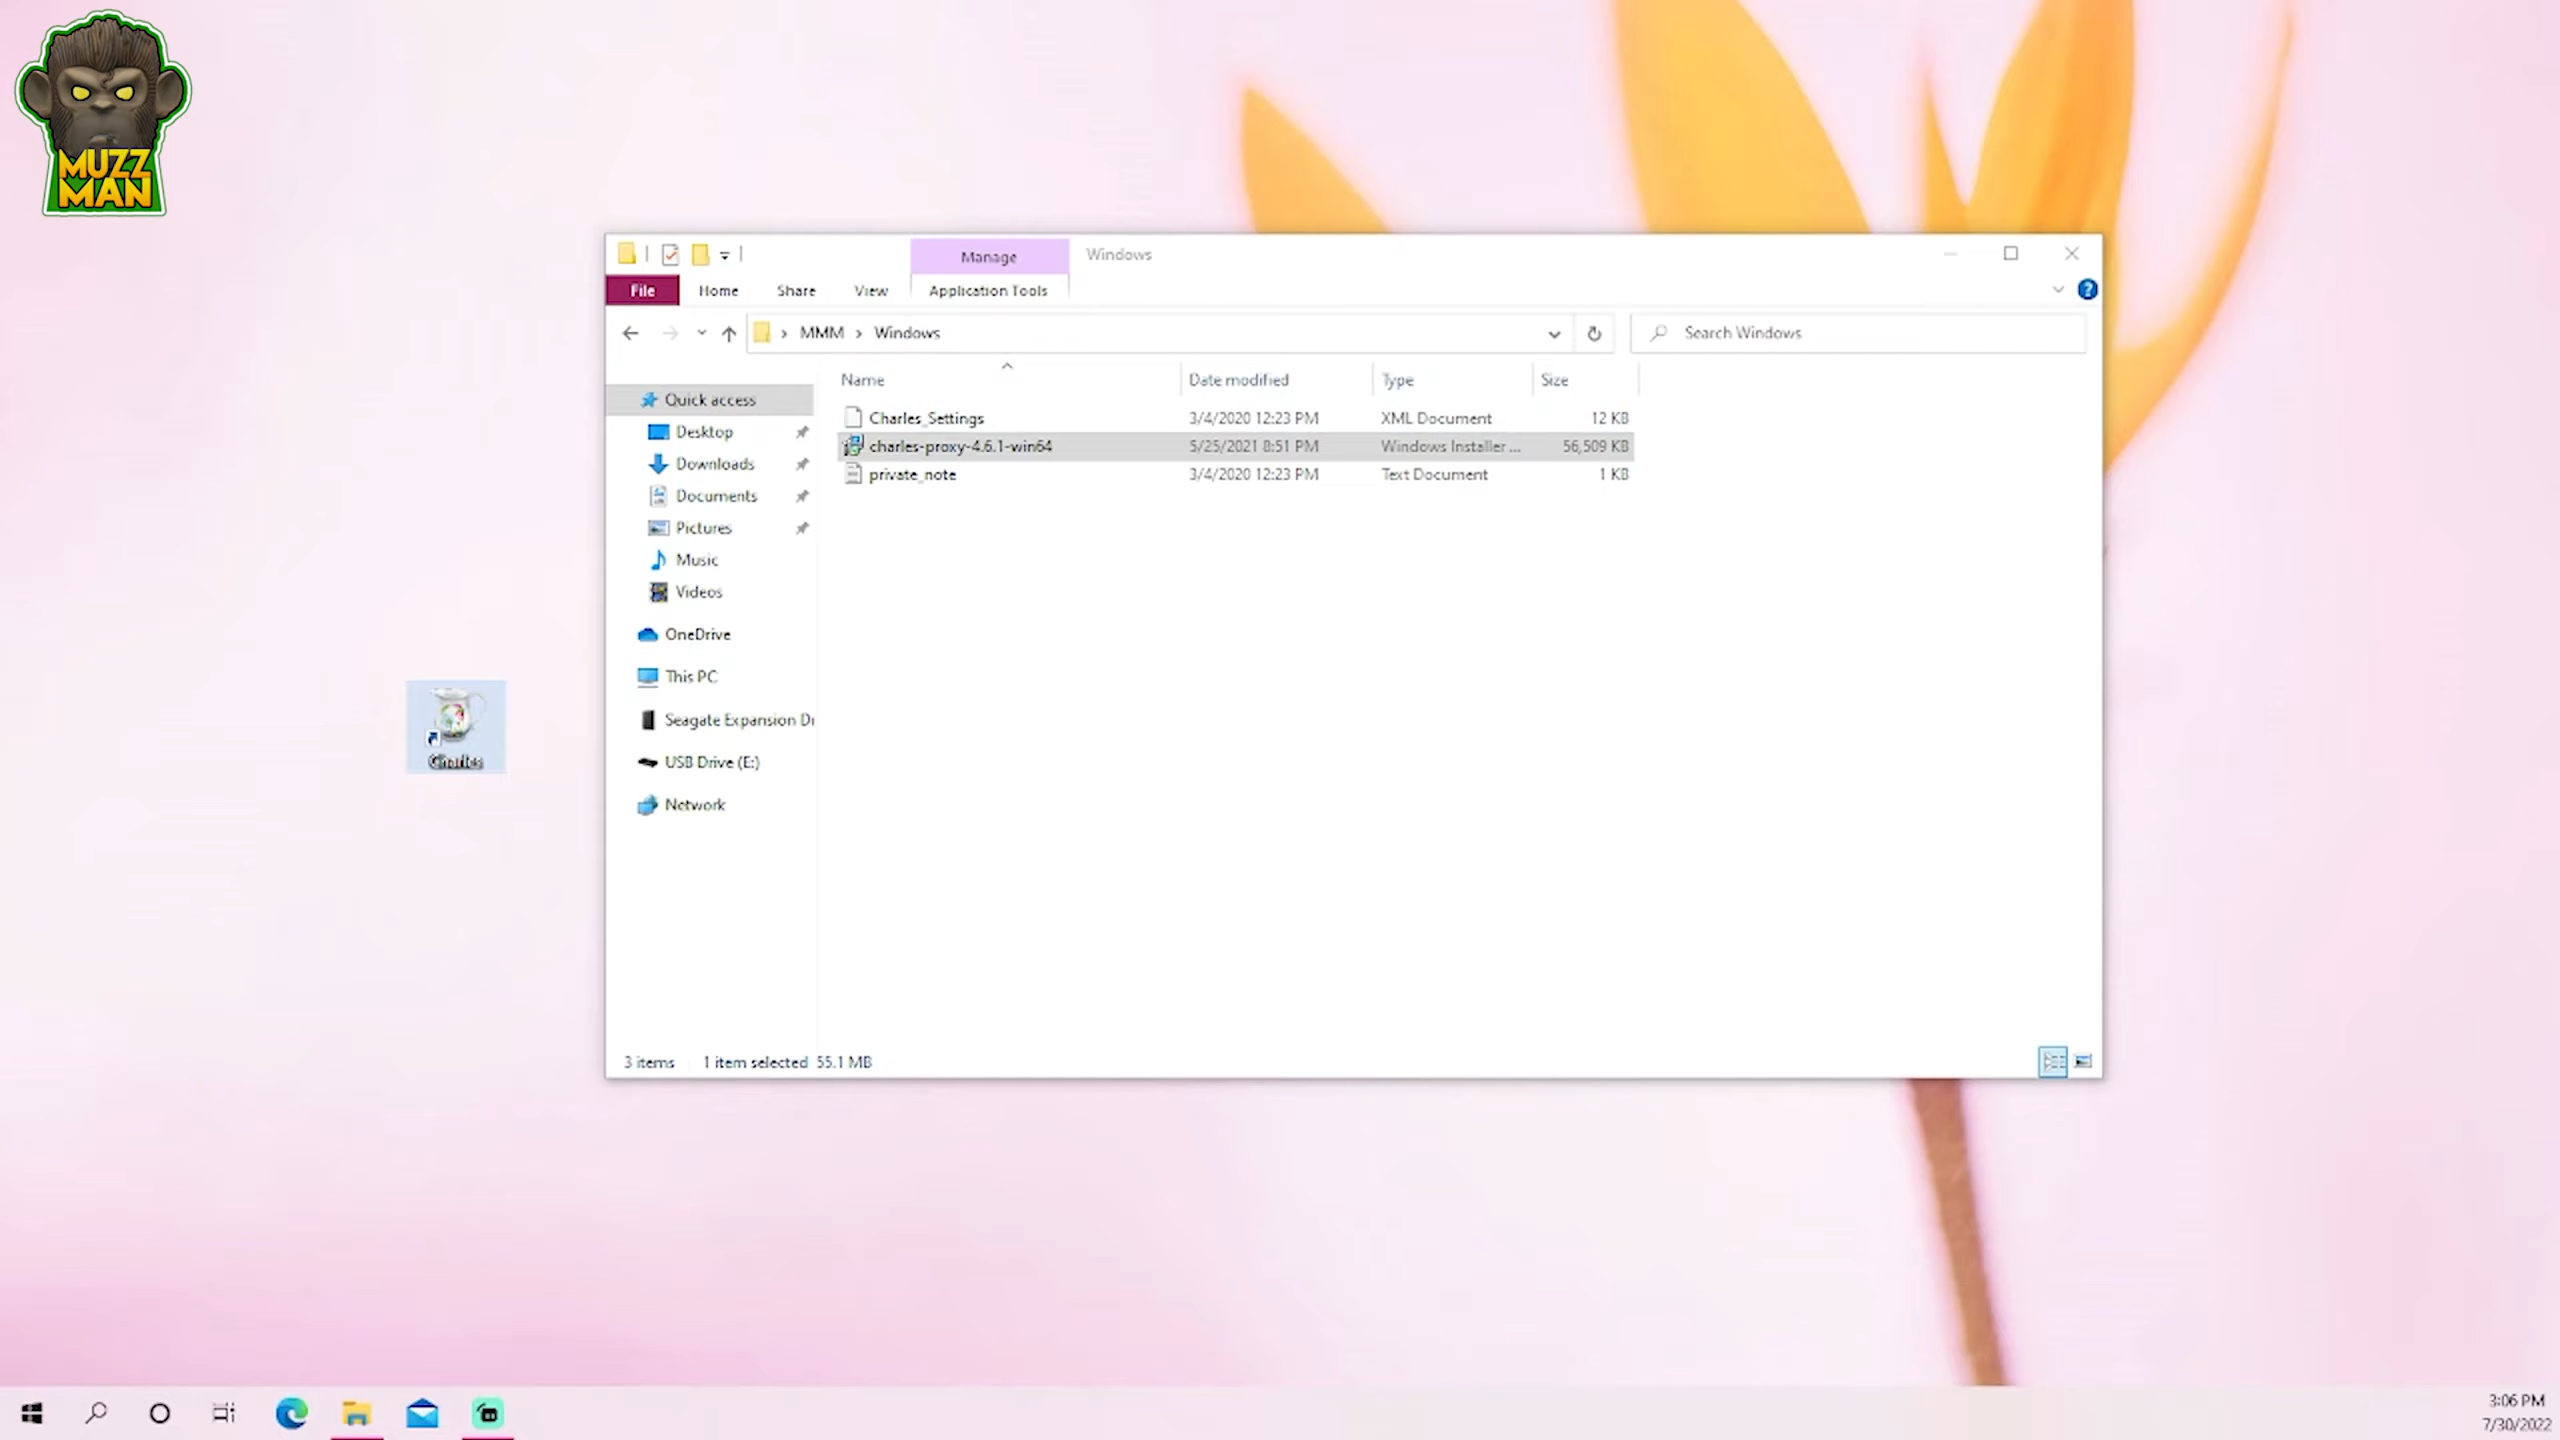 MUZZ
MAN
Manage
Windows
File
Home
Share
View
Application Tools
MMM
Windows
Search Windows
Name
Date modified
Type
Size
Quick access
Desktop
Downloads
Documents
Pictures
Music
Videos
OneDrive
This PC
Seagate Expansion Dr
USB Drive (E:)
Network
Charles_Settings 3/4/2020 12:23 PM XML Document 12 KB
charles-proxy-4.6.1-win64 5/25/2021 8:51 PM Windows Installer ... 56,509 KB
private_note 3/4/2020 12:23 PM Text Document 1 KB
Charles
3 items 1 item selected 55.1 MB
3:06 PM
7/30/2022